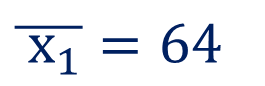 x̅₁ = 64